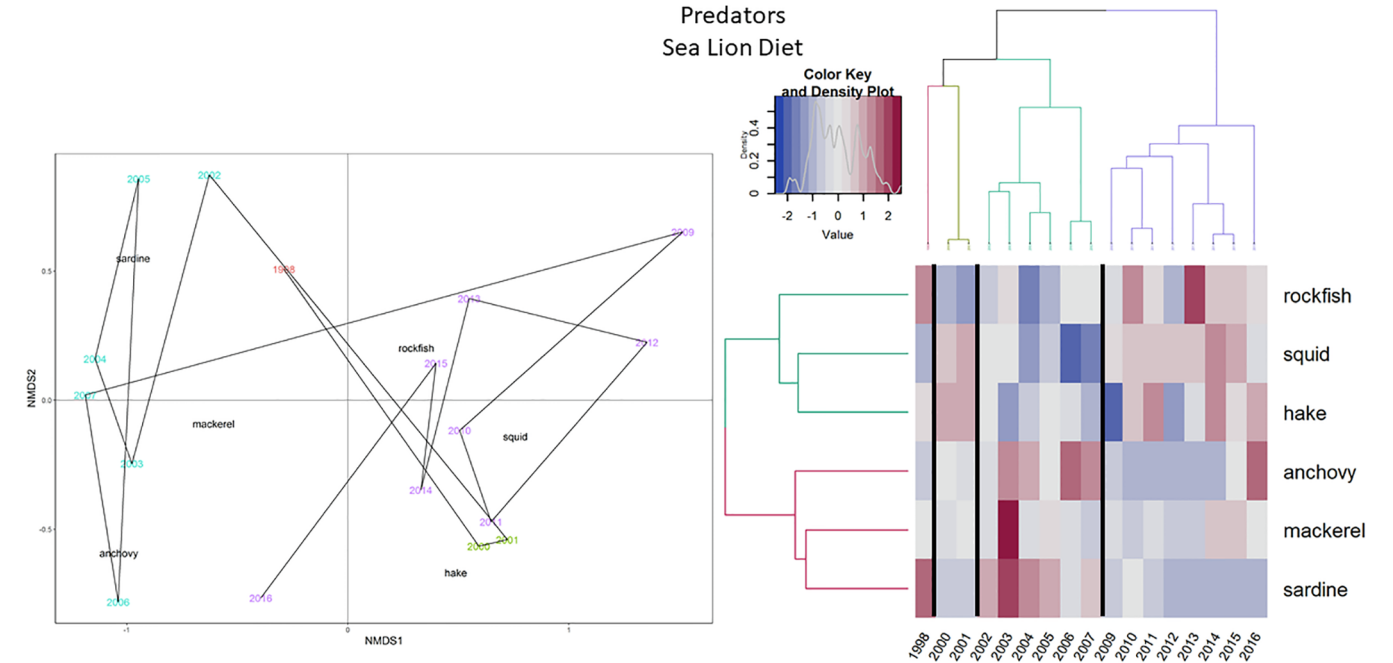 Predators
Sea Lion Diet
Color Key
and Density Plot
Density
0 0.2 0.4
-2 -1 0 1 2
Value
2005
2002
sardine
1998
2009
2013
2012
rockfish
2004
2015
2007
mackerel
2010
squid
2003
2014
2011
2001
2000
anchovy
hake
2006
2016
NMDS2
0.5
0.0
-0.5
-1 0 1
NMDS1
rockfish
squid
hake
anchovy
mackerel
sardine
1998 2000 2001 2002 2003 2004 2005 2006 2007 2009 2010 2011 2012 2013 2014 2015 2016